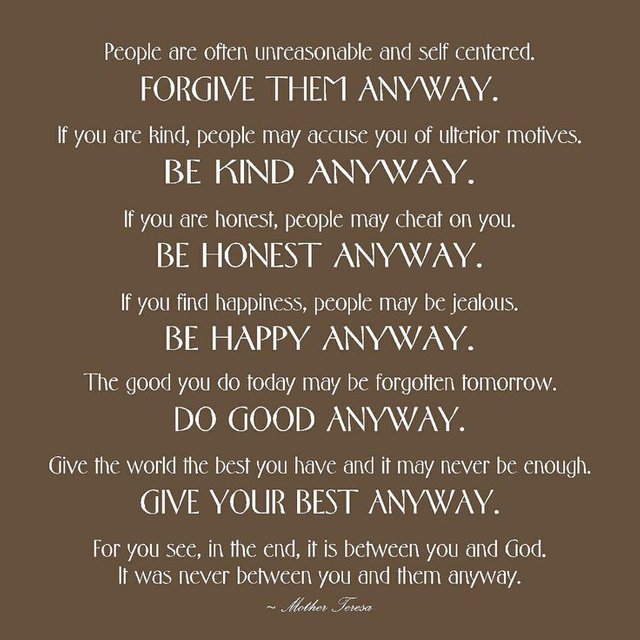 People are often unreasonable and self centered.
FORGIVE THEM ANYWAY.
If you are kind, people may accuse you of ulterior motives.
BE KIND ANYWAY.
If you are honest, people may cheat on you.
BE HONEST ANYWAY.
If you find happiness, people may be jealous.
BE HAPPY ANYWAY.
The good you do today may be forgotten tomorrow.
DO GOOD ANYWAY.
Give the world the best you have and it may never be enough.
GIVE YOUR BEST ANYWAY.
For you see, in the end, it is between you and God.
It was never between you and them anyway.
~ Mother Teresa